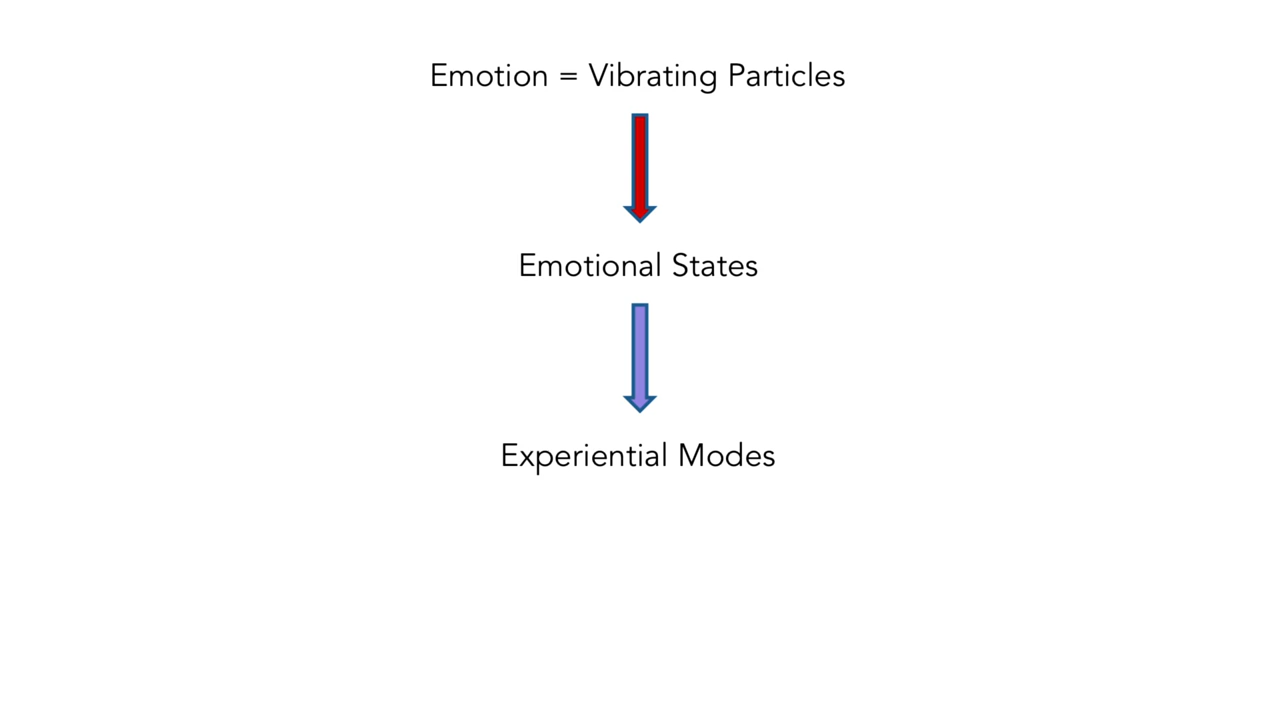 Emotion = Vibrating Particles
Emotional States
Experiential Modes